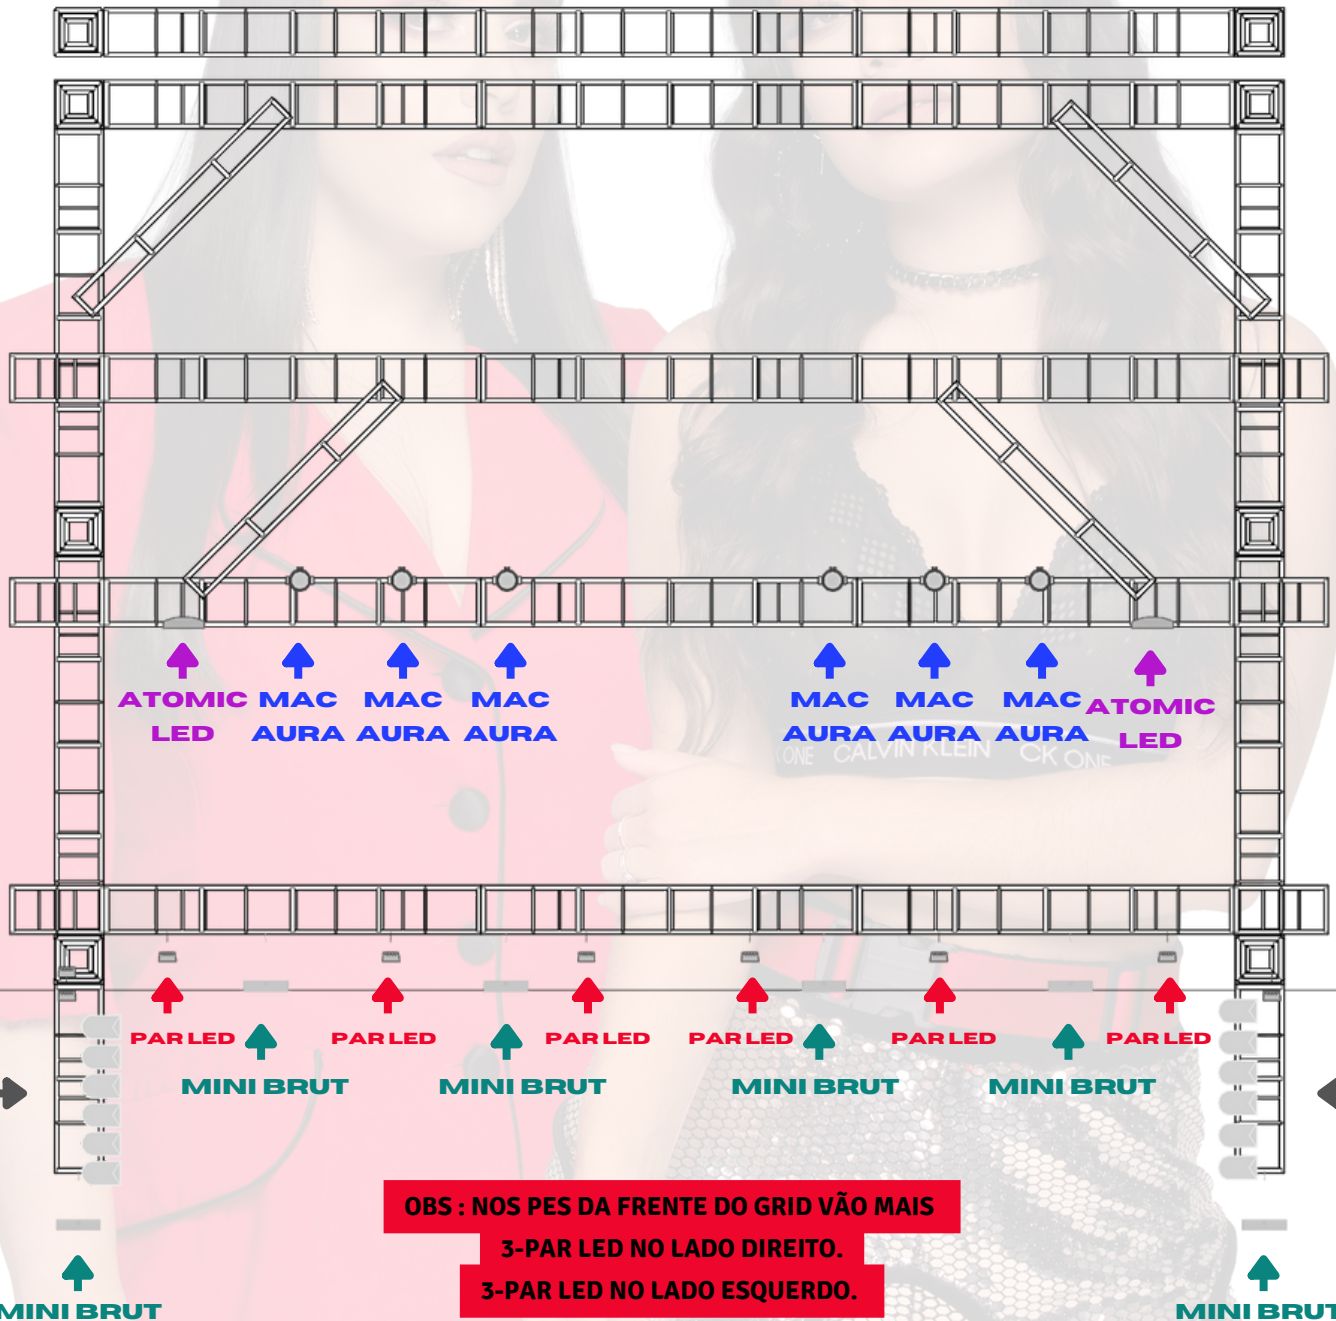 ATOMIC LED
MAC AURA
MAC AURA
MAC AURA
MAC AURA
MAC AURA
MAC AURA
ATOMIC LED
ONE CALVIN KLEIN CK ONE
PAR LED
PAR LED
PAR LED
PAR LED
PAR LED
PAR LED
MINI BRUT
MINI BRUT
MINI BRUT
MINI BRUT
OBS : NOS PES DA FRENTE DO GRID VÃO MAIS
3-PAR LED NO LADO DIREITO.
3-PAR LED NO LADO ESQUERDO.
MINI BRUT
MINI BRUT